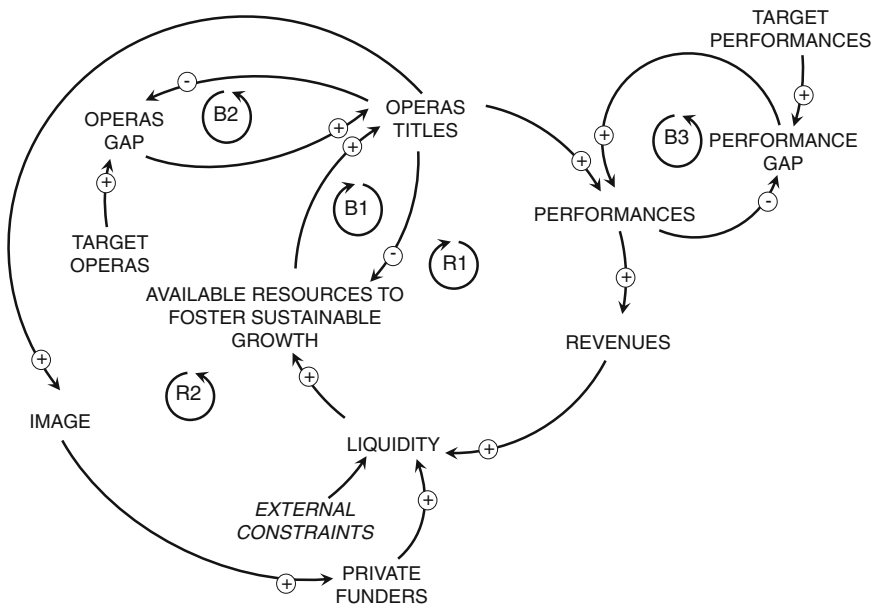 TARGET
PERFORMANCES
-
B2
OPERAS
TITLES
+
OPERAS
GAP
+
+
+
B3
PERFORMANCE
GAP
+
+
B1
-
PERFORMANCES
TARGET
OPERAS
-
R1
+
AVAILABLE RESOURCES TO
FOSTER SUSTAINABLE
GROWTH
REVENUES
+
+
R2
IMAGE
LIQUIDITY
+
+
EXTERNAL
CONSTRAINTS
+
PRIVATE
FUNDERS